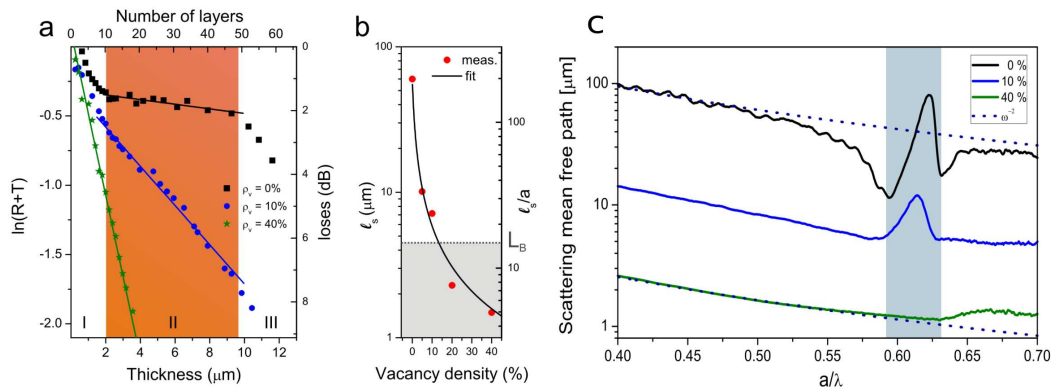 a
Number of layers
0 10 20 30 40 50 60
0.0
-0.5
-1.0
-1.5
-2.0
ln(R+T)
0
2
4
5
6
8
loses (dB)
ρv = 0%
ρv = 10%
ρv = 40%
I
II
III
0 2 4 6 8 10 12
Thickness (μm)
b
100
10
1
ℓs (μm)
meas.
fit
100
10
ℓs/a
LB
0 10 20 30 40
Vacancy density (%)
c
Scattering mean free path [μm]
100
10
1
0 %
10 %
40 %
ω-2
0.40 0.45 0.50 0.55 0.60 0.65 0.70
a/λ